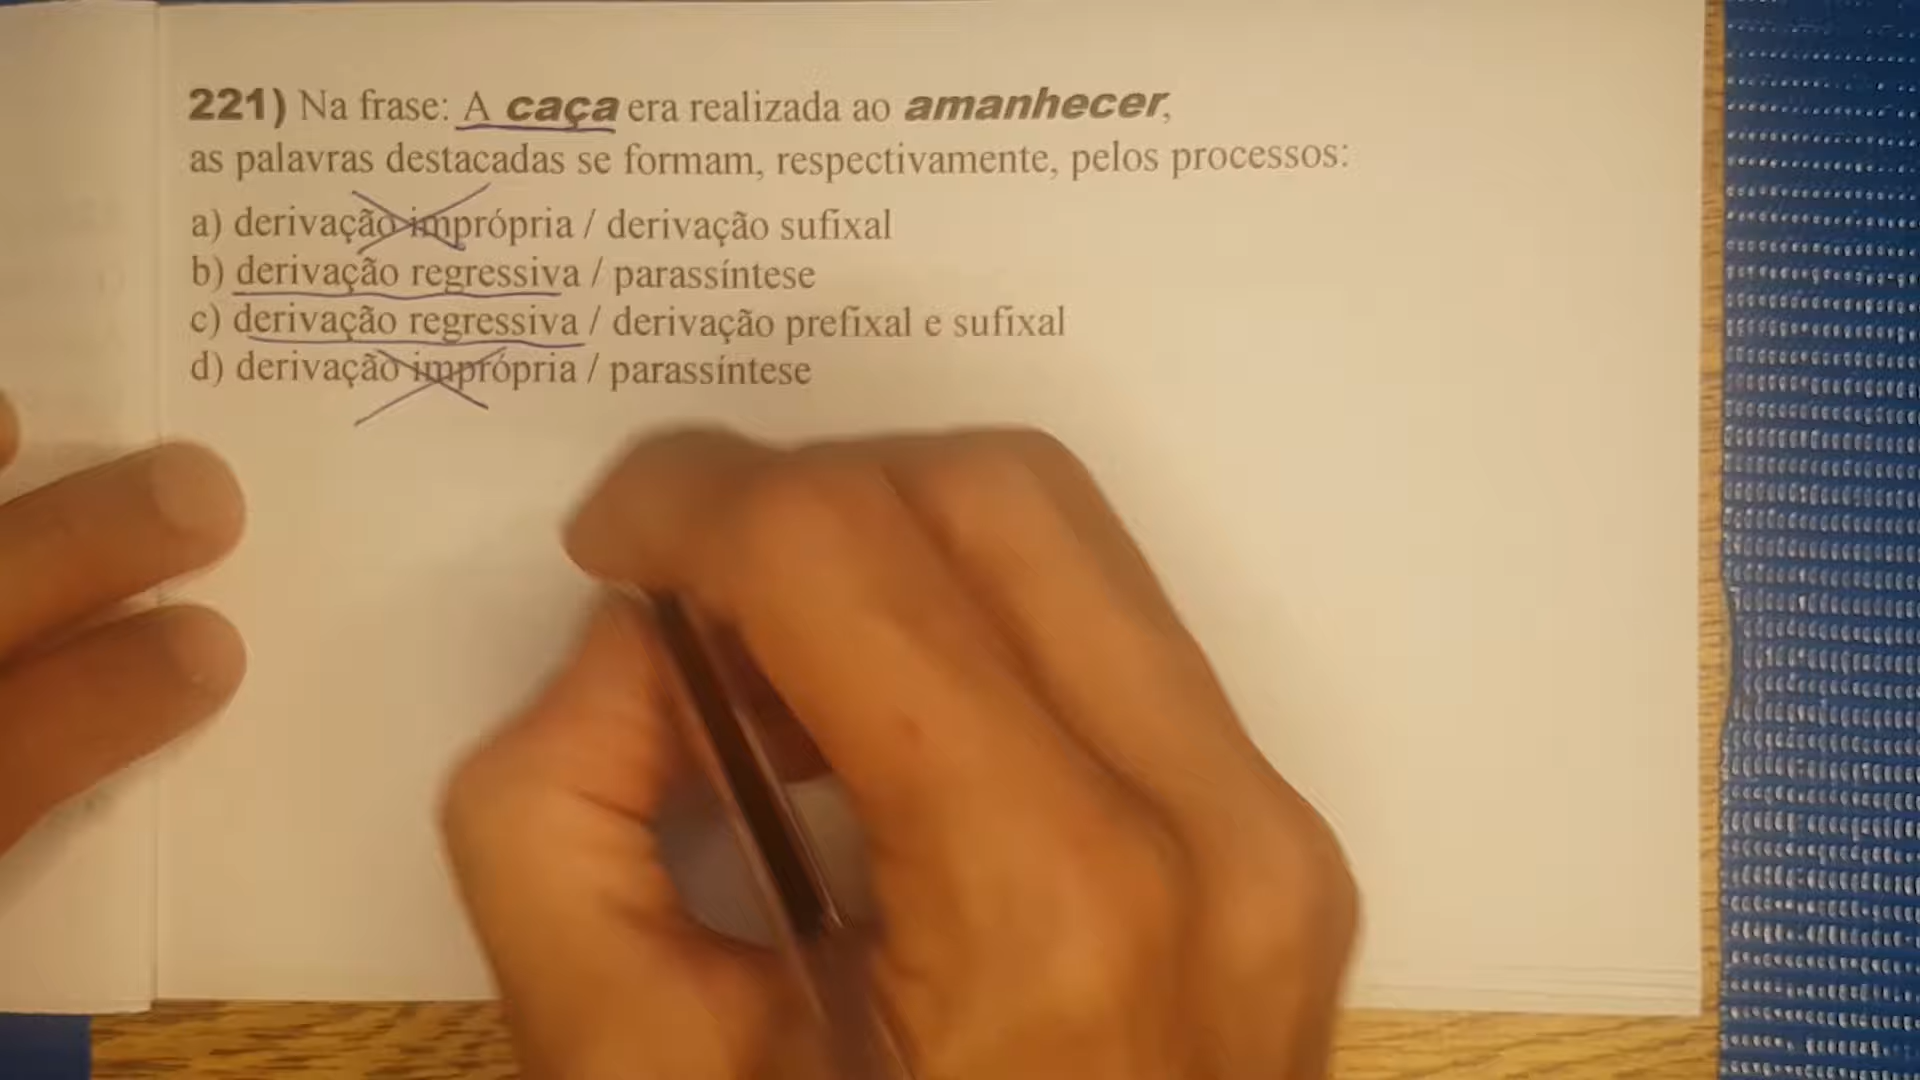 221) Na frase: A caça era realizada ao amanhecer,
as palavras destacadas se formam, respectivamente, pelos processos:
a) derivação imprópria / derivação sufixal
b) derivação regressiva / parassíntese
c) derivação regressiva / derivação prefixal e sufixal
d) derivação imprópria / parassíntese